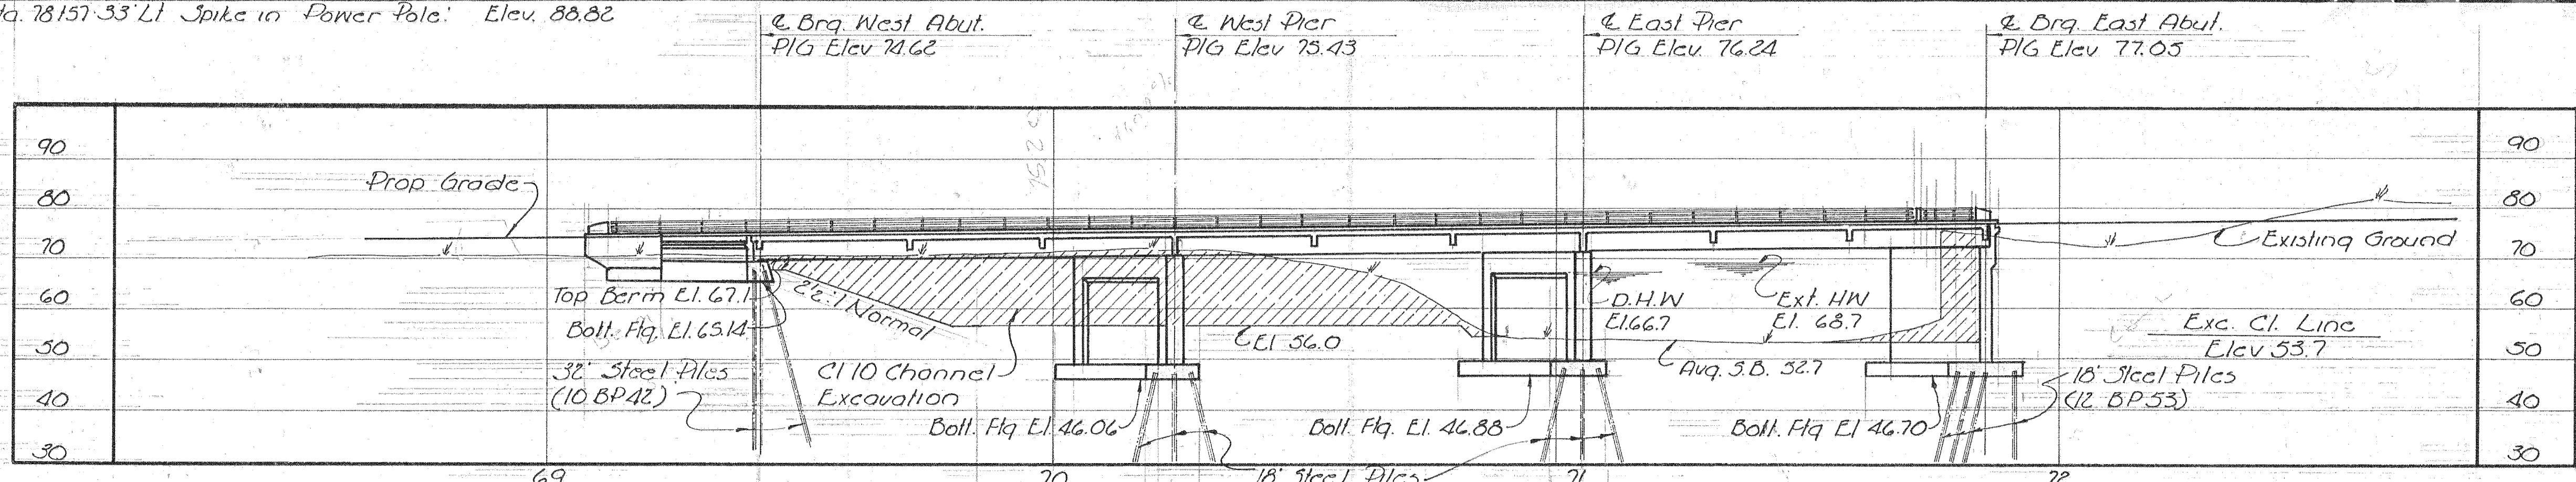 Sta. 78+57 33' Lt Spike in Power Pole: Elev. 88.82
℄ Brg. West Abut.
P/G Elev 74.62
℄ West Pier
P/G Elev 75.43
℄ East Pier
P/G Elev. 76.24
℄ Brg. East Abut.
P/G Elev 77.05
90
90
Prop Grade
80
80
70
70
Existing Ground
60
60
Top Berm El. 67.1
2½:1 Normal
D.H.W
El.66.7
Ext. HW
El. 68.7
Bott. Ftg. El. 65.14
El 56.0
Exc. Cl. Line
Elev 53.7
50
50
32' Steel Piles
(10 BP 42)
Cl 10 Channel
Excavation
Avg. S.B. 52.7
18' Steel Piles
(12 BP 53)
40
40
Bott. Ftg El. 46.06
Bott. Ftg. El. 46.88
Bott. Ftg El 46.70
30
30
69
70
18' Steel Piles
71
72